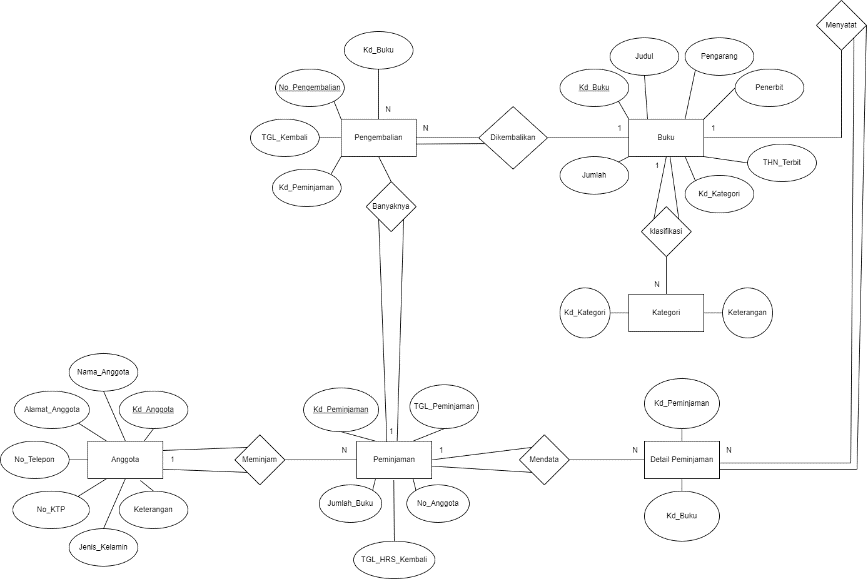 Menyatat
Kd_Buku
Judul
Pengarang
No_Pengembalian
Kd_Buku
Penerbit
N
TGL_Kembali
Pengembalian
N
Dikembalikan
1
Buku
1
THN_Terbit
Jumlah
1
Kd_Peminjaman
Kd_Kategori
Banyaknya
klasifikasi
N
Kd_Kategori
Kategori
Keterangan
Nama_Anggota
Kd_Peminjaman
Alamat_Anggota
Kd_Anggota
Kd_Peminjaman
TGL_Peminjaman
1
No_Telepon
Anggota
1
Meminjam
N
Peminjaman
1
Mendata
N
Detail Peminjaman
N
No_KTP
Keterangan
Jumlah_Buku
No_Anggota
Kd_Buku
Jenis_Kelamin
TGL_HRS_Kembali